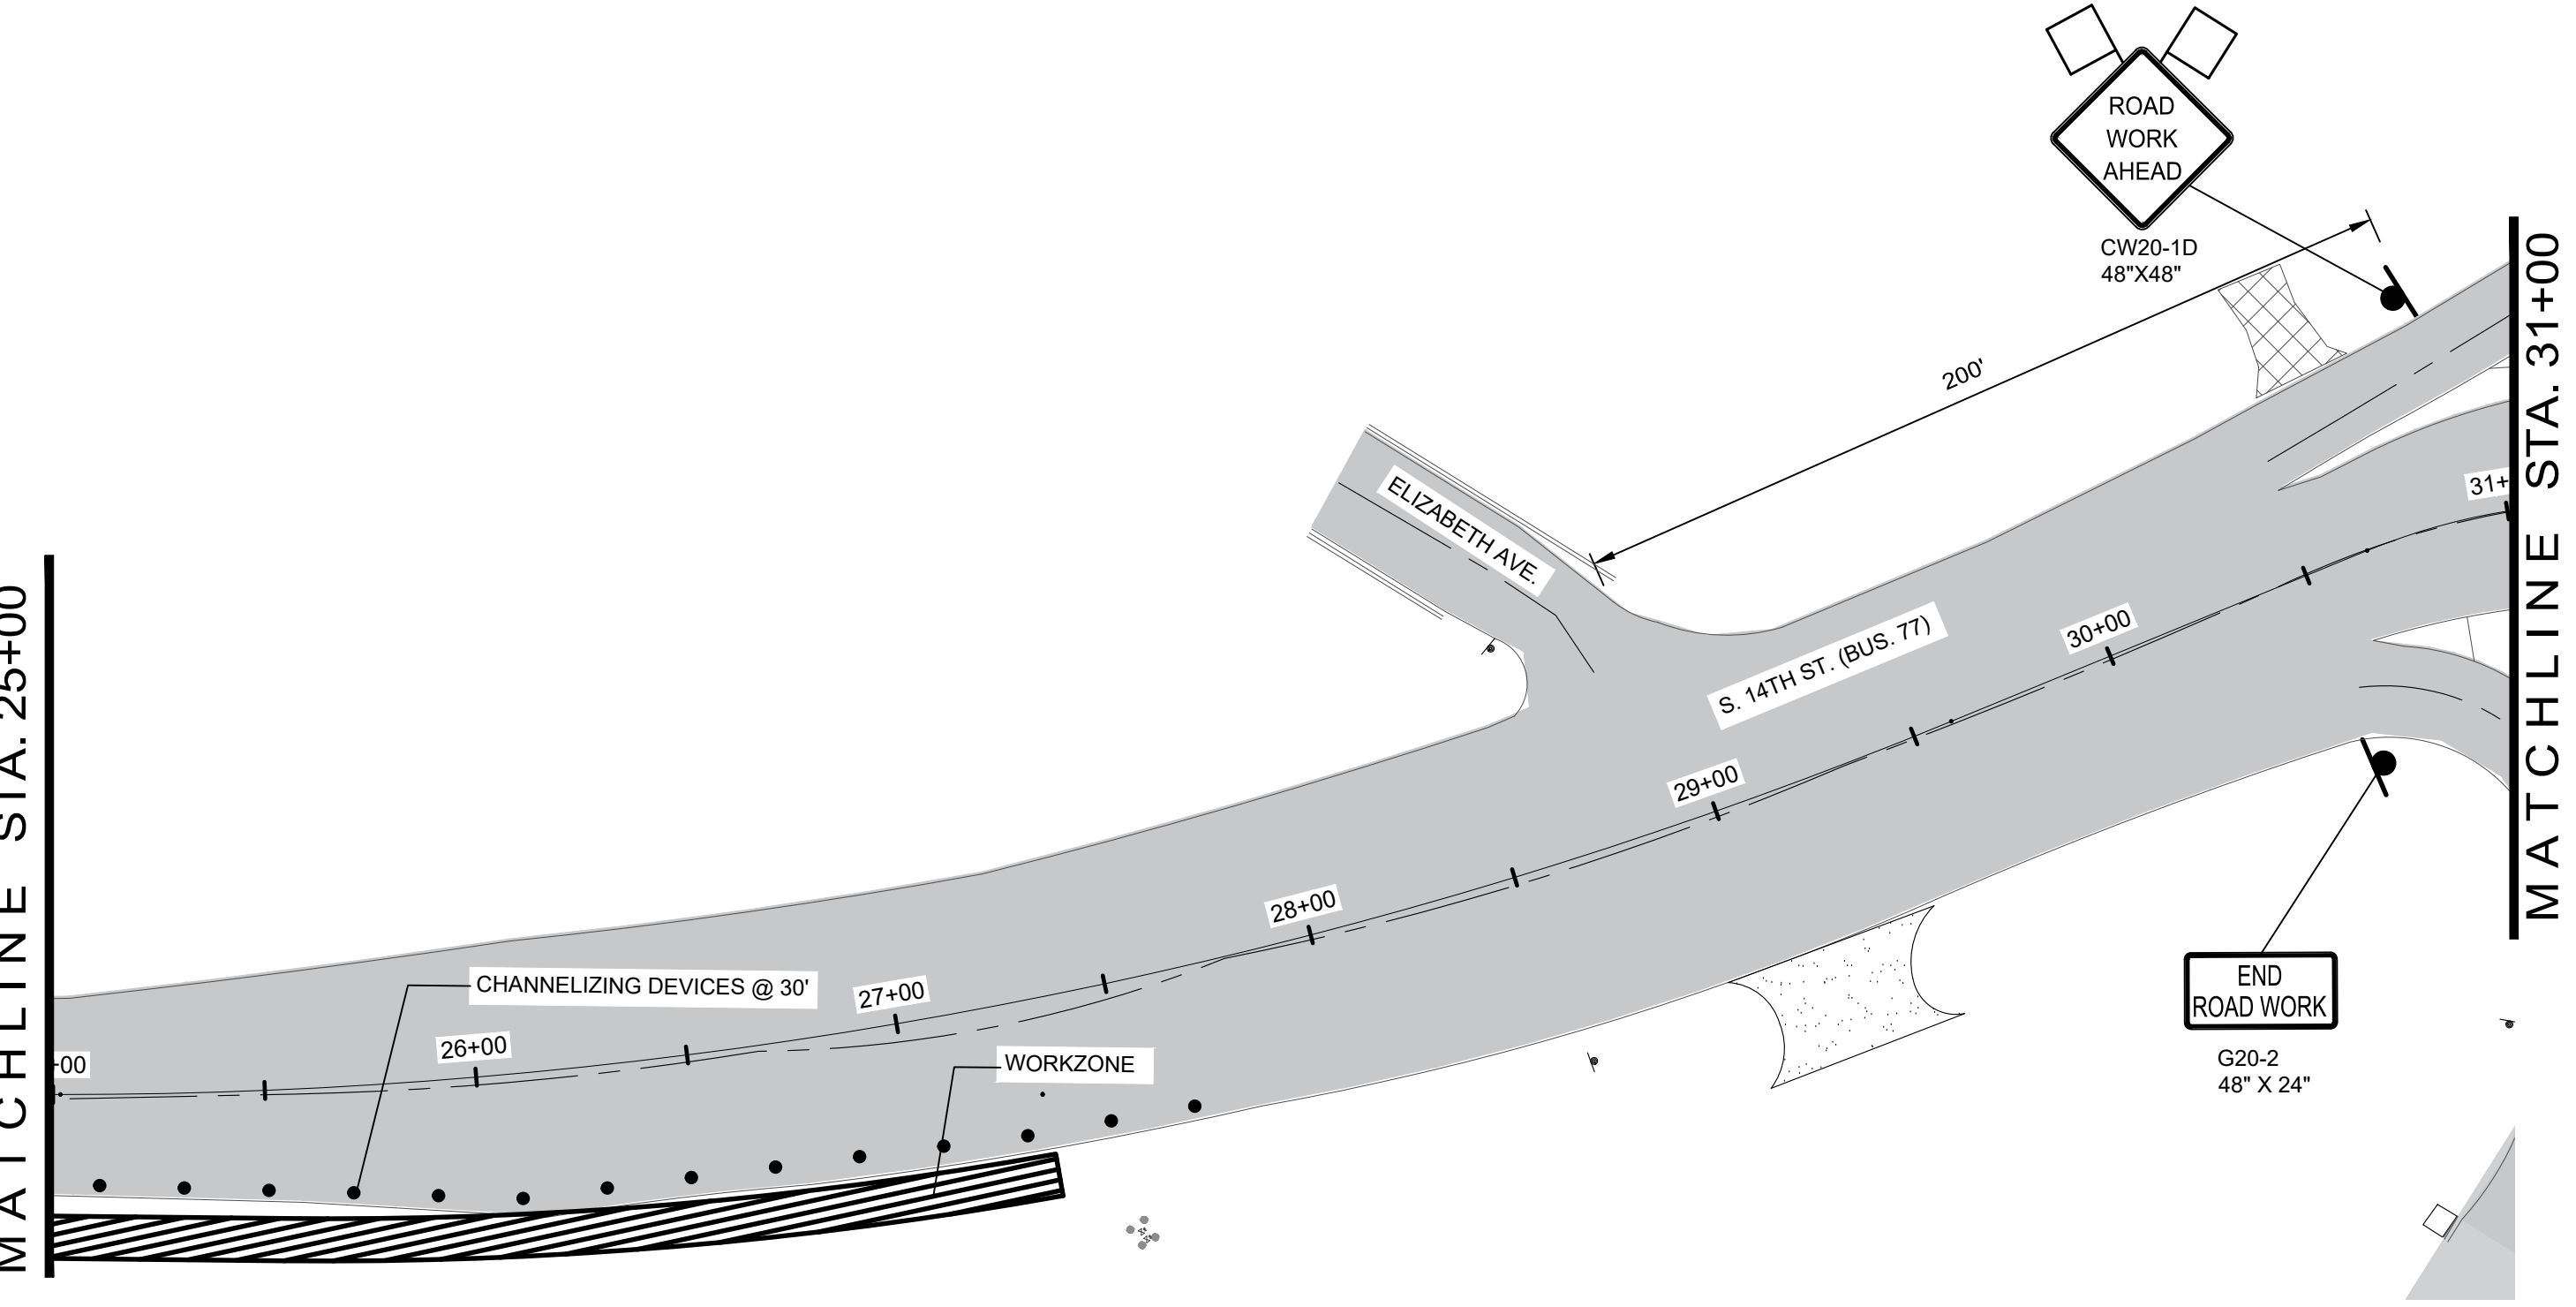 ROAD
WORK
AHEAD
CW20-1D
48"X48"
200'
ELIZABETH AVE.
S. 14TH ST. (BUS. 77)
31+
30+00
29+00
28+00
27+00
26+00
+00
CHANNELIZING DEVICES @ 30'
WORKZONE
END
ROAD WORK
G20-2
48" X 24"
MATCHLINE STA. 25+00
MATCHLINE STA. 31+00